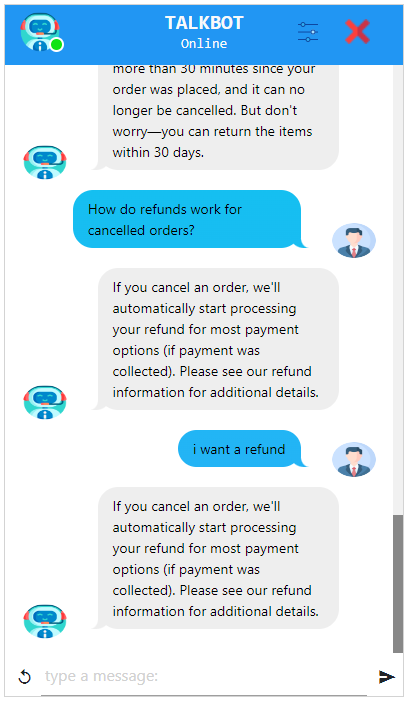 TALKBOT
Online
more than 30 minutes since your
order was placed, and it can no
longer be cancelled. But don't
worry—you can return the items
within 30 days.
How do refunds work for
cancelled orders?
If you cancel an order, we'll
automatically start processing
your refund for most payment
options (if payment was
collected). Please see our refund
information for additional details.
i want a refund
If you cancel an order, we'll
automatically start processing
your refund for most payment
options (if payment was
collected). Please see our refund
information for additional details.
type a message: